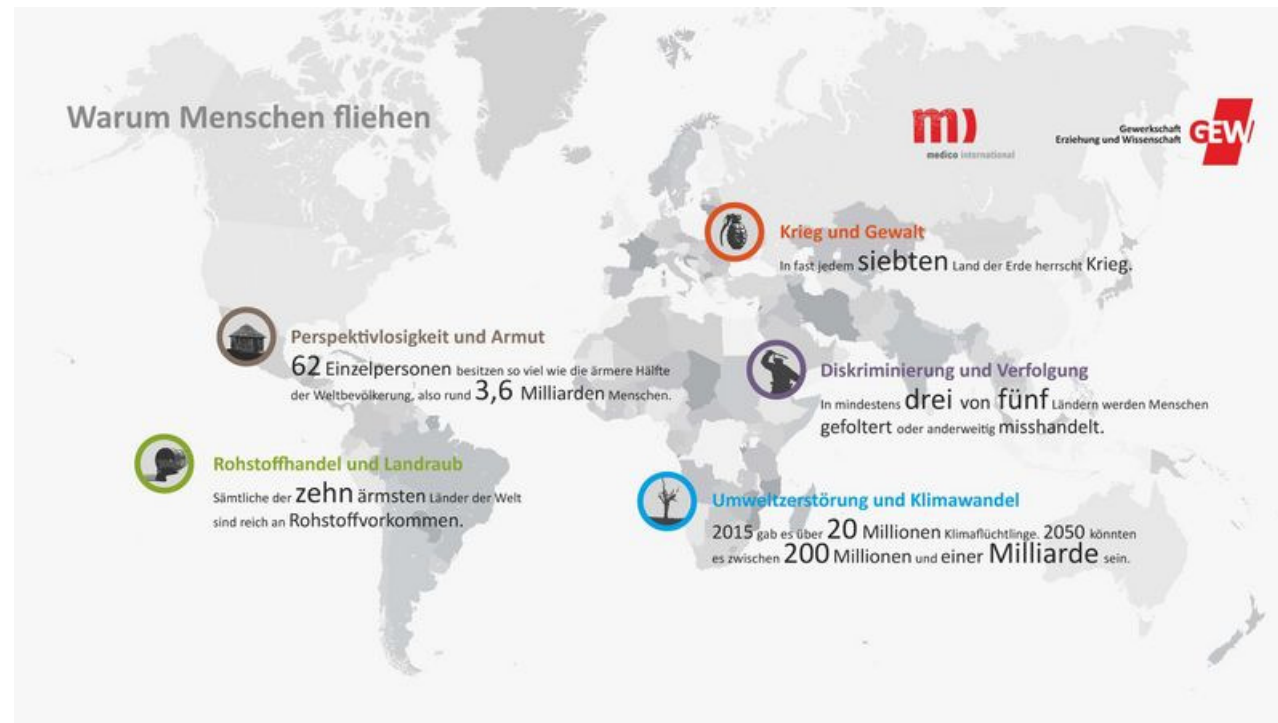 Warum Menschen fliehen
m)
medico international
Gewerkschaft
Erziehung und Wissenschaft
GEW
Krieg und Gewalt
In fast jedem siebten Land der Erde herrscht Krieg.
Perspektivlosigkeit und Armut
62 Einzelpersonen besitzen so viel wie die ärmere Hälfte
der Weltbevölkerung, also rund 3,6 Milliarden Menschen.
Diskriminierung und Verfolgung
In mindestens drei von fünf Ländern werden Menschen
gefoltert oder anderweitig misshandelt.
Rohstoffhandel und Landraub
Sämtliche der zehn ärmsten Länder der Welt
sind reich an Rohstoffvorkommen.
Umweltzerstörung und Klimawandel
2015 gab es über 20 Millionen Klimaflüchtlinge. 2050 könnten
es zwischen 200 Millionen und einer Milliarde sein.